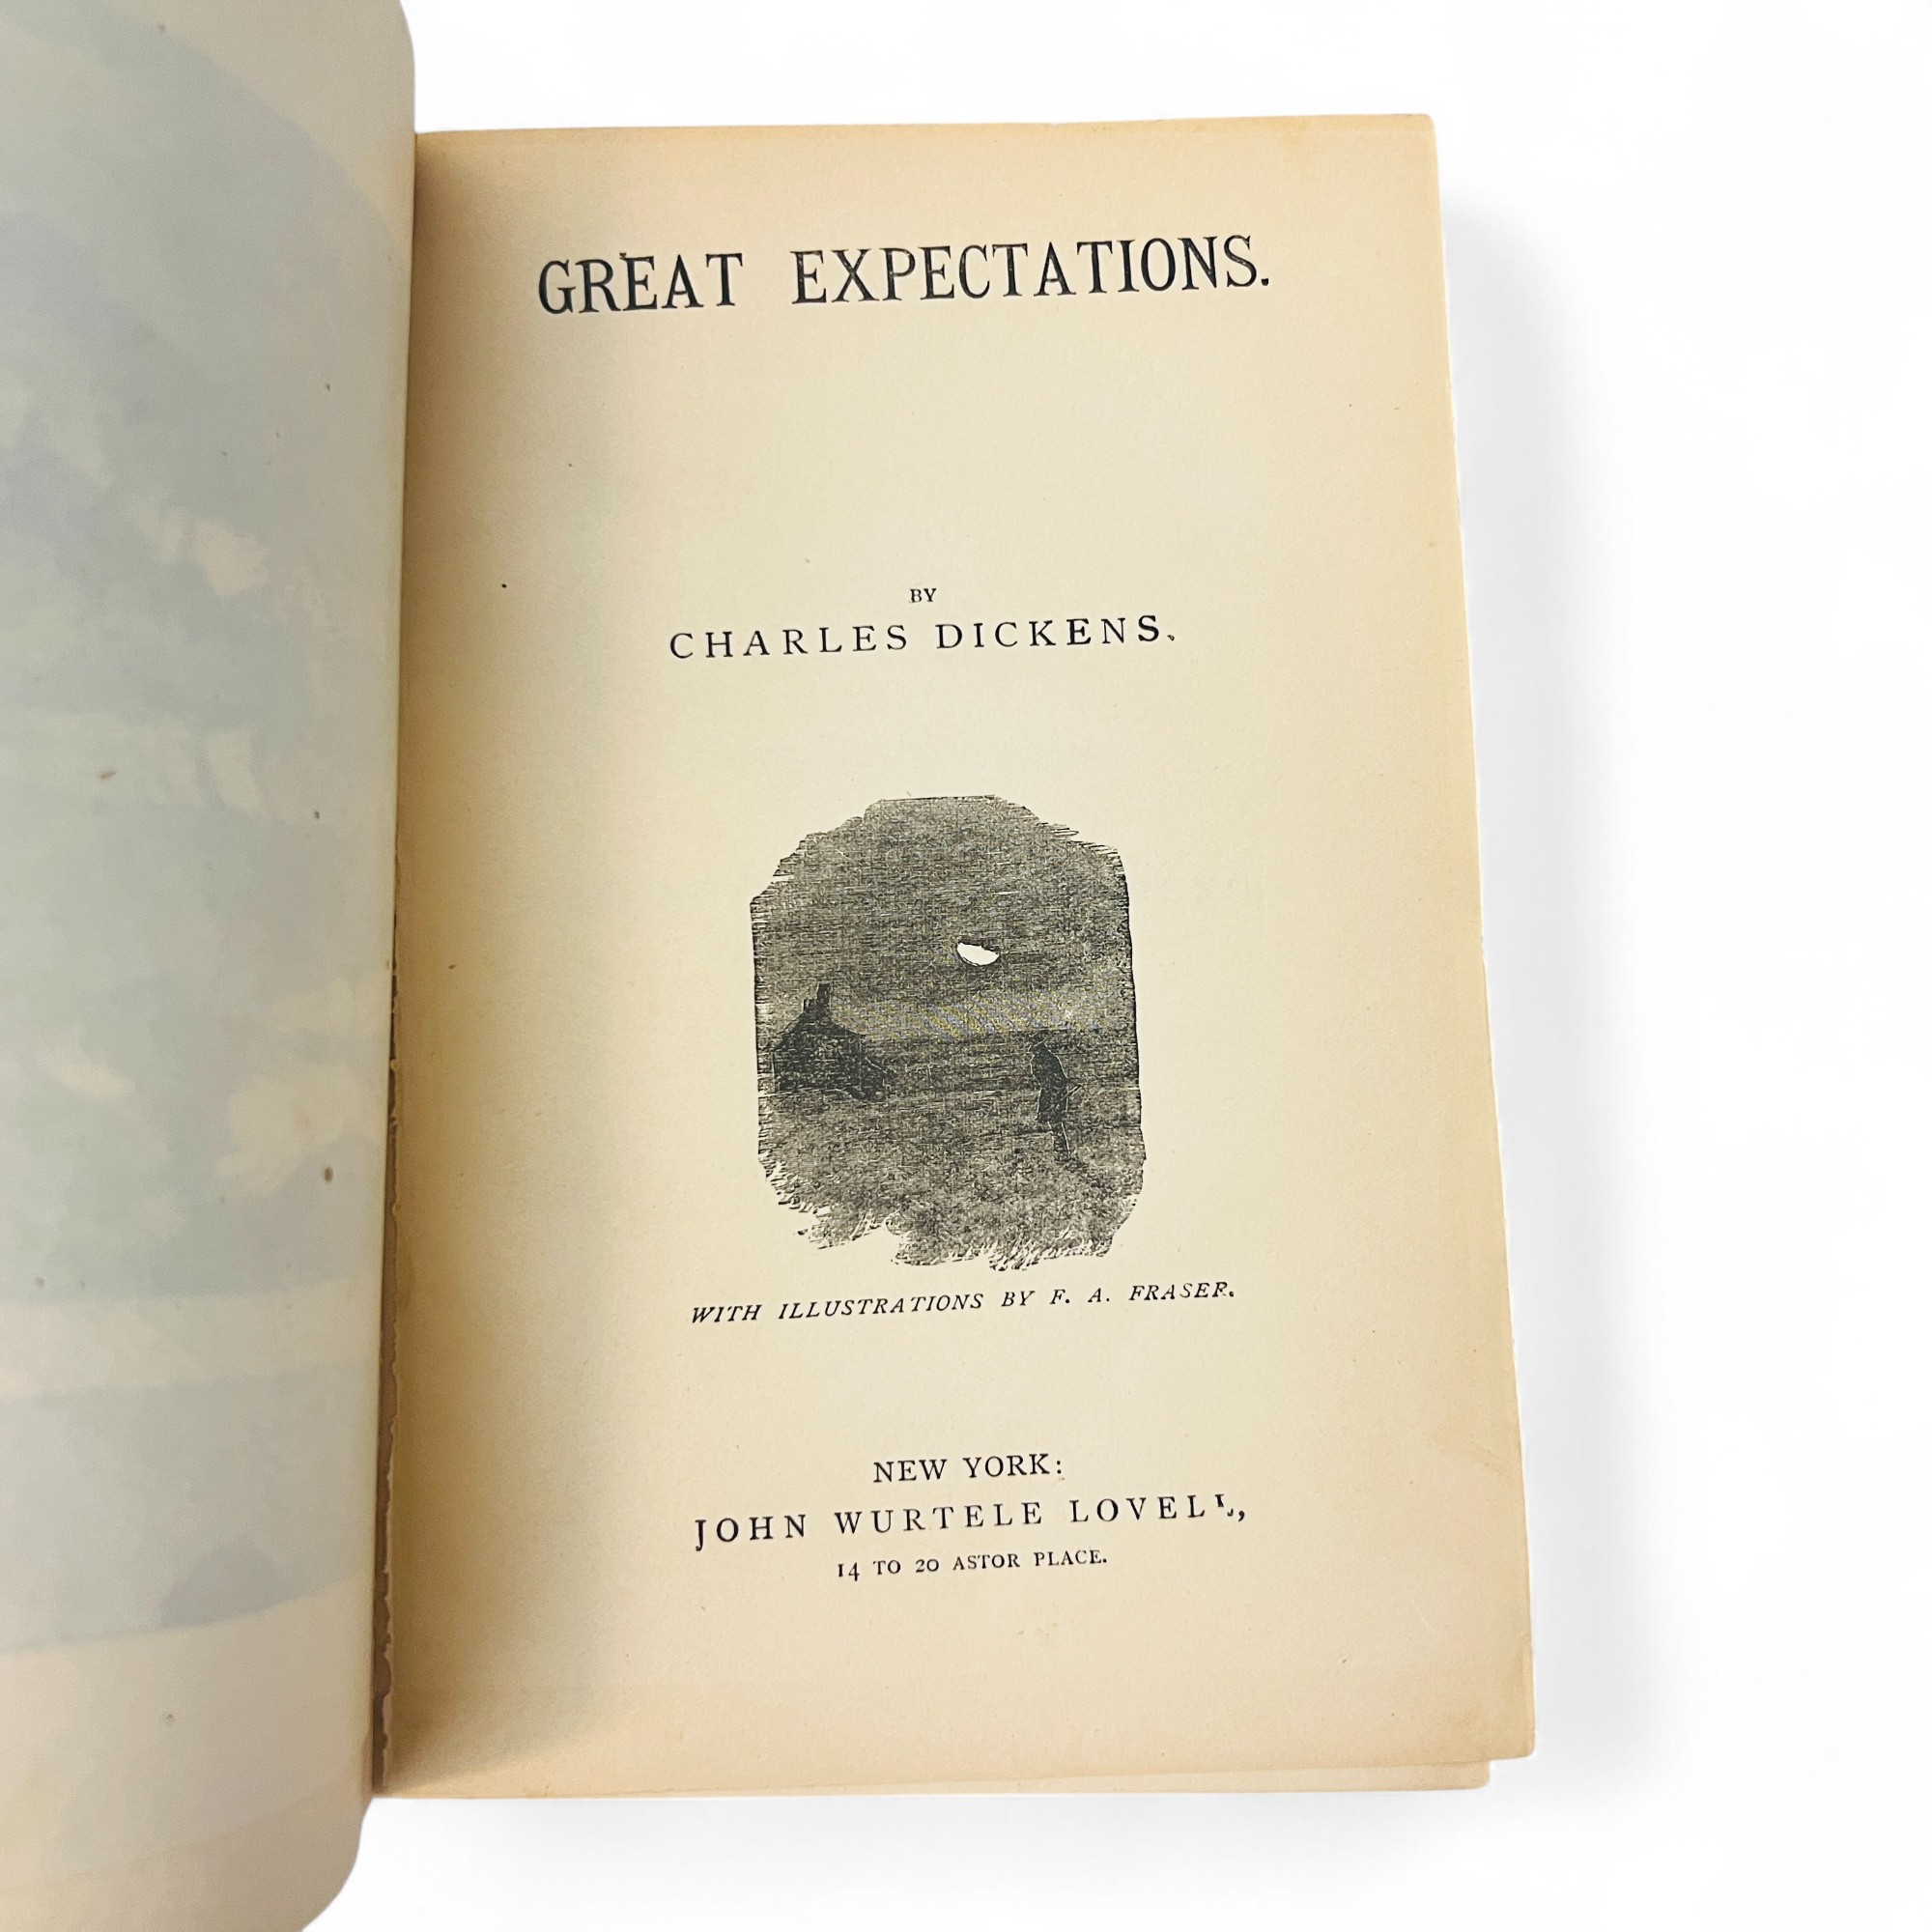 GREAT EXPECTATIONS.
BY
CHARLES DICKENS.
WITH ILLUSTRATIONS BY F. A. FRASER.
NEW YORK:
JOHN WURTELE LOVELL,
14 TO 20 ASTOR PLACE.